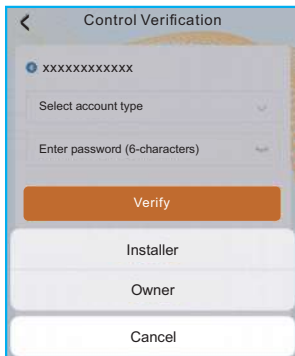 Control Verification
xxxxxxxxxxxx
Select account type
Enter password (6-characters)
Verify
Installer
Owner
Cancel